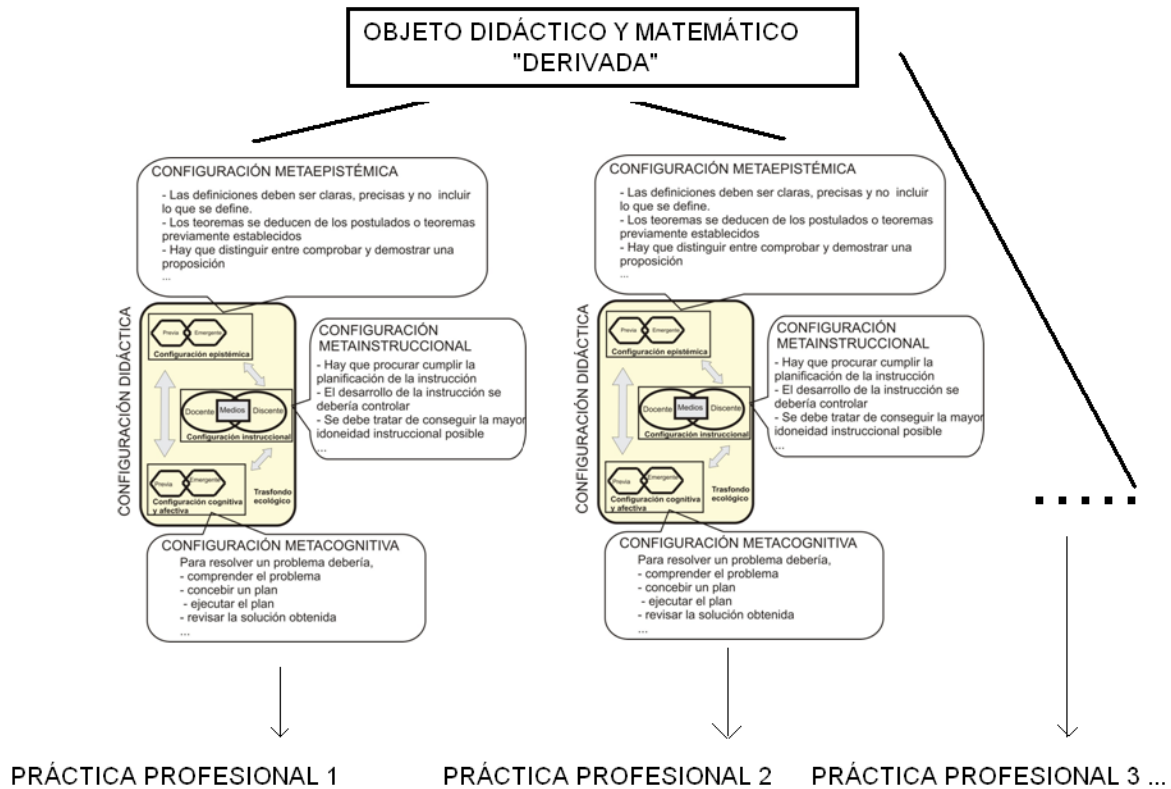 OBJETO DIDÁCTICO Y MATEMÁTICO
"DERIVADA"
CONFIGURACIÓN METAEPISTÉMICA
- Las definiciones deben ser claras, precisas y no incluir
lo que se define.
- Los teoremas se deducen de los postulados o teoremas
previamente establecidos
- Hay que distinguir entre comprobar y demostrar una
proposición
...
CONFIGURACIÓN DIDÁCTICA
Previa
Emergente
Configuración epistémica
CONFIGURACIÓN
METAINSTRUCCIONAL
- Hay que procurar cumplir la
planificación de la instrucción
- El desarrollo de la instrucción se
debería controlar
- Se debe tratar de conseguir la mayor
idoneidad instruccional posible
...
Docente
Medios
Discente
Configuración instruccional
Previa
Emergente
Configuración cognitiva
y afectiva
Trasfondo
ecológico
CONFIGURACIÓN METACOGNITIVA
Para resolver un problema debería,
- comprender el problema
- concebir un plan
- ejecutar el plan
- revisar la solución obtenida
...
CONFIGURACIÓN METAEPISTÉMICA
- Las definiciones deben ser claras, precisas y no incluir
lo que se define.
- Los teoremas se deducen de los postulados o teoremas
previamente establecidos
- Hay que distinguir entre comprobar y demostrar una
proposición
...
CONFIGURACIÓN DIDÁCTICA
Previa
Emergente
Configuración epistémica
CONFIGURACIÓN
METAINSTRUCCIONAL
- Hay que procurar cumplir la
planificación de la instrucción
- El desarrollo de la instrucción se
debería controlar
- Se debe tratar de conseguir la mayor
idoneidad instruccional posible
...
Docente
Medios
Discente
Configuración instruccional
Previa
Emergente
Configuración cognitiva
y afectiva
Trasfondo
ecológico
CONFIGURACIÓN METACOGNITIVA
Para resolver un problema debería,
- comprender el problema
- concebir un plan
- ejecutar el plan
- revisar la solución obtenida
...
PRÁCTICA PROFESIONAL 1
PRÁCTICA PROFESIONAL 2
PRÁCTICA PROFESIONAL 3 ...